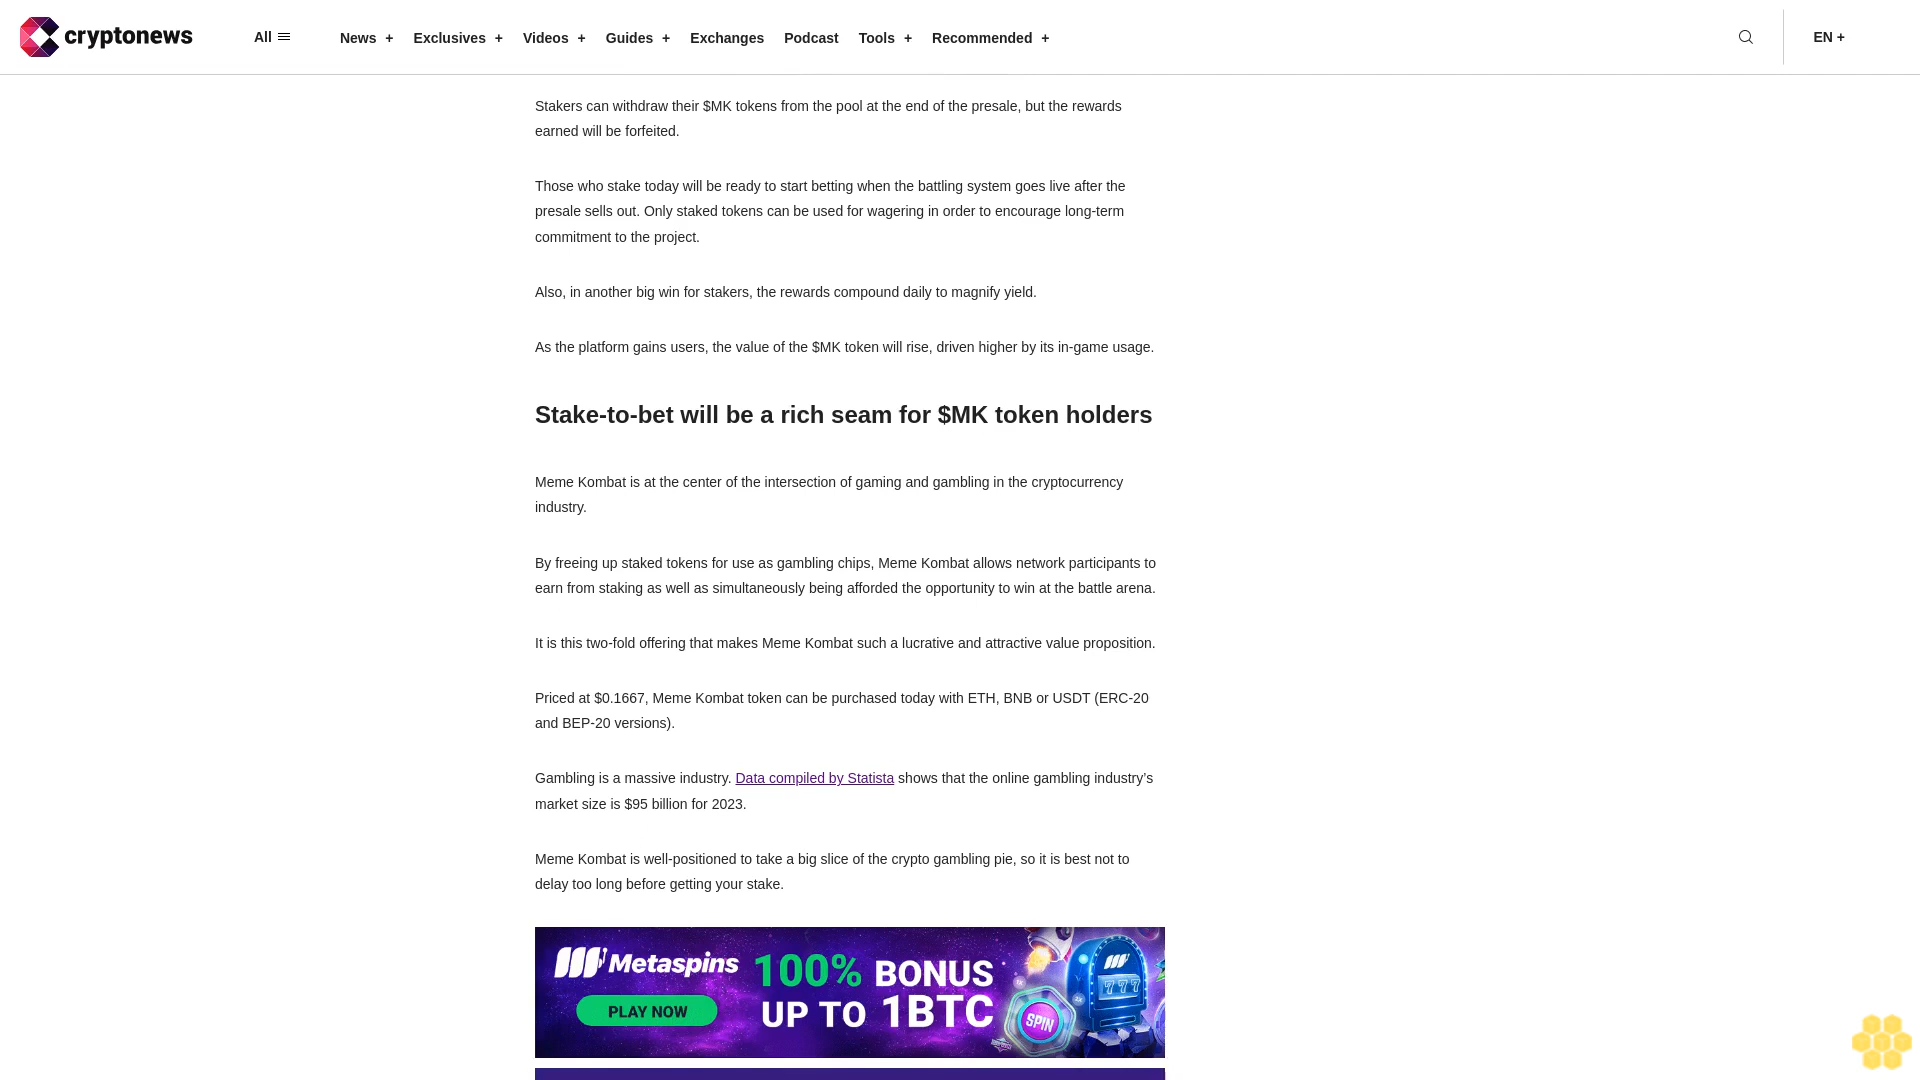 cryptonews
All
News +
Exclusives +
Videos +
Guides +
Exchanges
Podcast
Tools +
Recommended +
EN +
Stakers can withdraw their $MK tokens from the pool at the end of the presale, but the rewards
earned will be forfeited.
Those who stake today will be ready to start betting when the battling system goes live after the
presale sells out. Only staked tokens can be used for wagering in order to encourage long-term
commitment to the project.
Also, in another big win for stakers, the rewards compound daily to magnify yield.
As the platform gains users, the value of the $MK token will rise, driven higher by its in-game usage.
Stake-to-bet will be a rich seam for $MK token holders
Meme Kombat is at the center of the intersection of gaming and gambling in the cryptocurrency
industry.
By freeing up staked tokens for use as gambling chips, Meme Kombat allows network participants to
earn from staking as well as simultaneously being afforded the opportunity to win at the battle arena.
It is this two-fold offering that makes Meme Kombat such a lucrative and attractive value proposition.
Priced at $0.1667, Meme Kombat token can be purchased today with ETH, BNB or USDT (ERC-20
and BEP-20 versions).
Gambling is a massive industry. Data compiled by Statista shows that the online gambling industry’s
market size is $95 billion for 2023.
Meme Kombat is well-positioned to take a big slice of the crypto gambling pie, so it is best not to
delay too long before getting your stake.
Metaspins
PLAY NOW
100% BONUS
UP TO 1BTC
777
SPIN